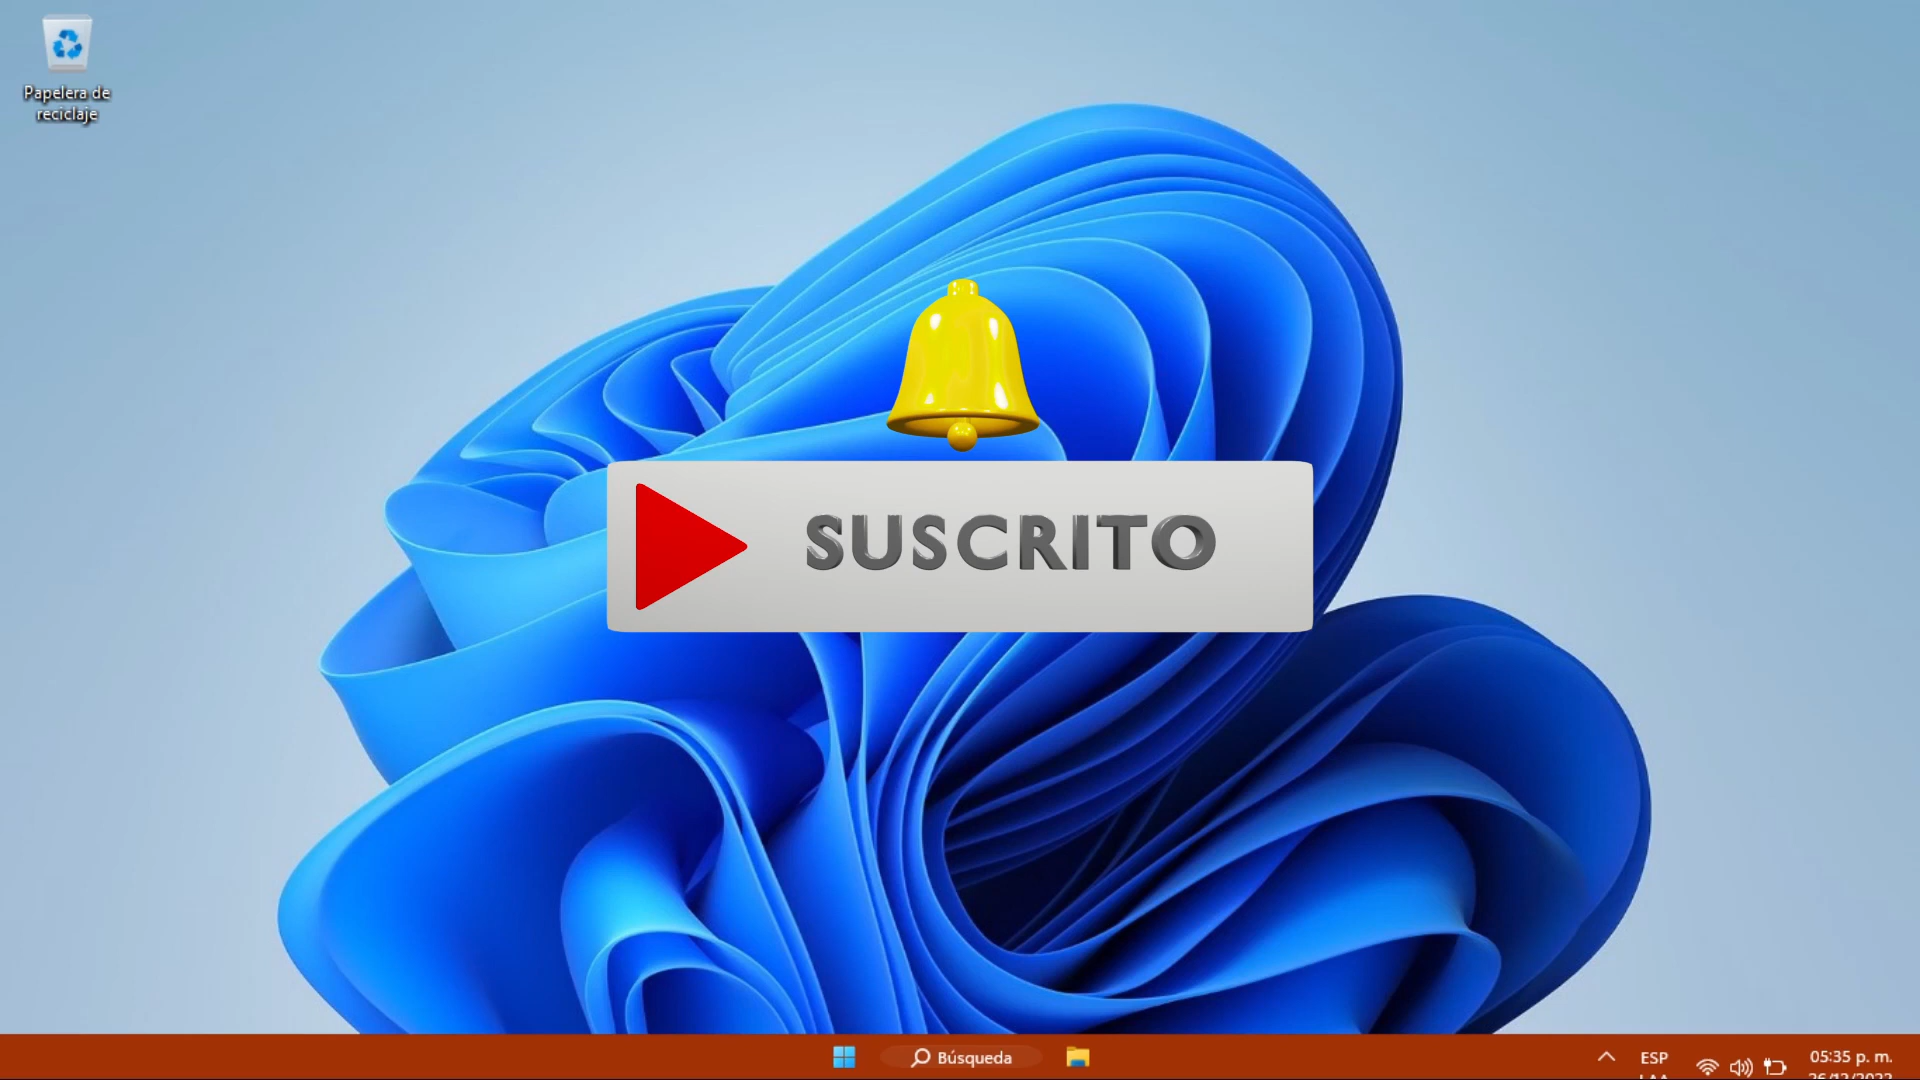 Papelera de
reciclaje
SUSCRITO
Búsqueda
ESP
05:35 p. m.